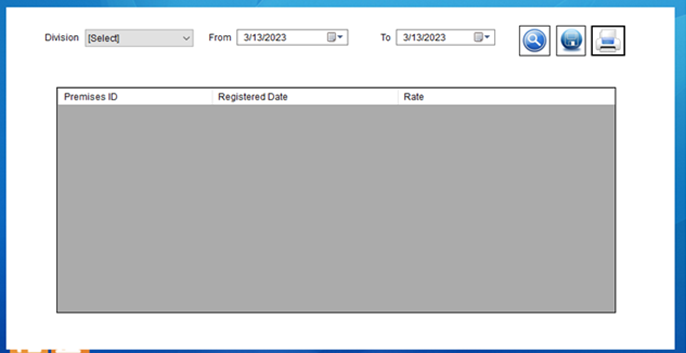 Division [Select] From 3/13/2023 To 3/13/2023
Premises ID Registered Date Rate